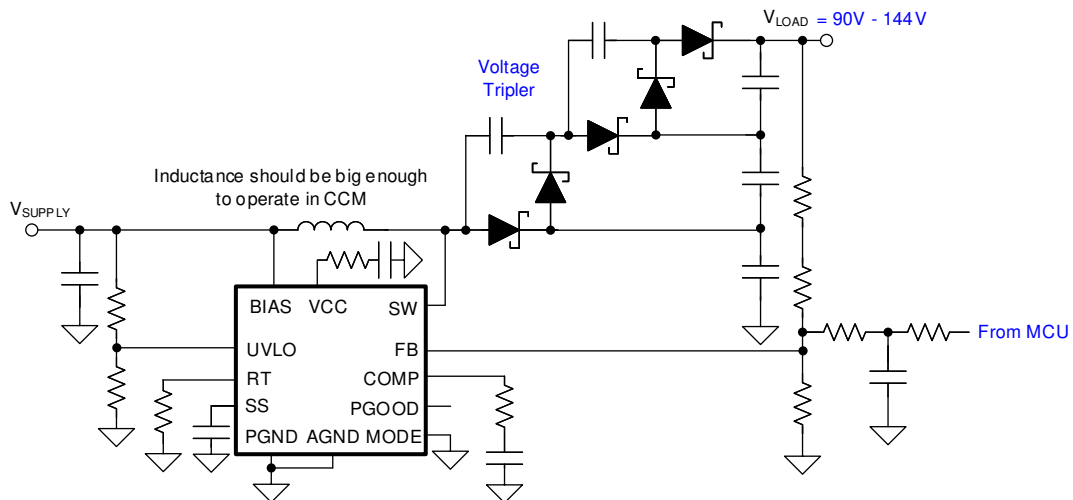 VLOAD = 90V - 144V
Voltage
Tripler
Inductance should be big enough
to operate in CCM
VSUPPLY
BIAS VCC SW
UVLO FB
RT COMP
SS PGOOD
PGND AGND MODE
From MCU